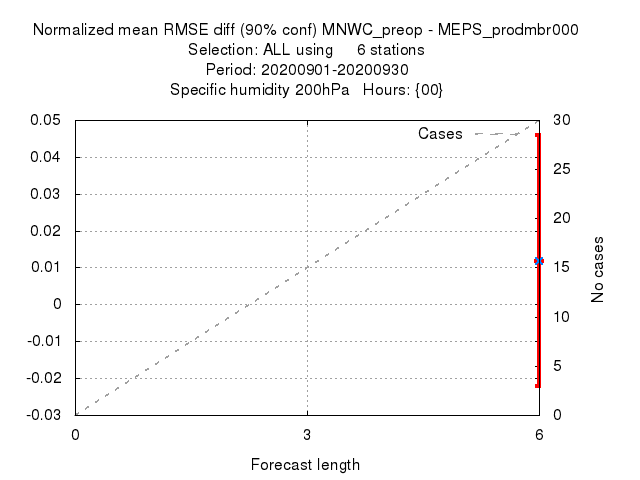 Normalized mean RMSE diff (90% conf) MNWC_preop - MEPS_prodmbr000
Selection: ALL using 6 stations
Period: 20200901-20200930
Specific humidity 200hPa Hours: {00}
Cases
0.05
0.04
0.03
0.02
0.01
0
-0.01
-0.02
-0.03
30
25
20
15
10
5
0
No cases
0 3 6
Forecast length